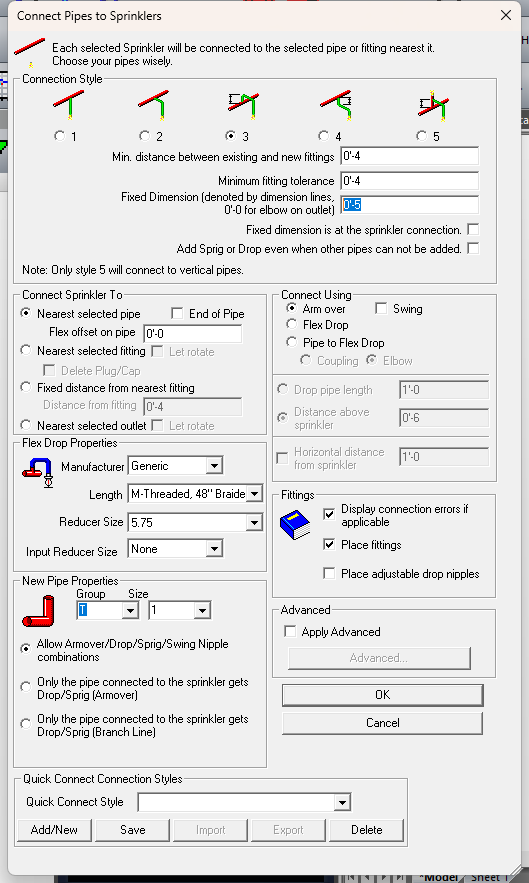 Connect Pipes to Sprinklers
Each selected Sprinkler will be connected to the selected pipe or fitting nearest it.
Choose your pipes wisely.
Connection Style
1
2
3
4
5
Min. distance between existing and new fittings
0'-4
Minimum fitting tolerance
0'-4
Fixed Dimension (denoted by dimension lines,
0'-0 for elbow on outlet)
0'-5
Fixed dimension is at the sprinkler connection.
Add Sprig or Drop even when other pipes can not be added.
Note: Only style 5 will connect to vertical pipes.
Connect Sprinkler To
Nearest selected pipe
End of Pipe
Flex offset on pipe
0'-0
Nearest selected fitting
Let rotate
Delete Plug/Cap
Fixed distance from nearest fitting
Distance from fitting
0'-4
Nearest selected outlet
Let rotate
Connect Using
Arm over
Swing
Flex Drop
Pipe to Flex Drop
Coupling
Elbow
Drop pipe length
1'-0
Distance above
sprinkler
0'-6
Horizontal distance
from sprinkler
1'-0
Flex Drop Properties
Manufacturer
Generic
Length
M-Threaded, 48" Braide
Reducer Size
5.75
Input Reducer Size
None
Fittings
Display connection errors if
applicable
Place fittings
Place adjustable drop nipples
New Pipe Properties
Group
Size
T
1
Allow Armover/Drop/Sprig/Swing Nipple
combinations
Only the pipe connected to the sprinkler gets
Drop/Sprig (Armover)
Only the pipe connected to the sprinkler gets
Drop/Sprig (Branch Line)
Advanced
Apply Advanced
Advanced...
OK
Cancel
Quick Connect Connection Styles
Quick Connect Style
Add/New
Save
Import
Export
Delete
*Model
Sheet 1